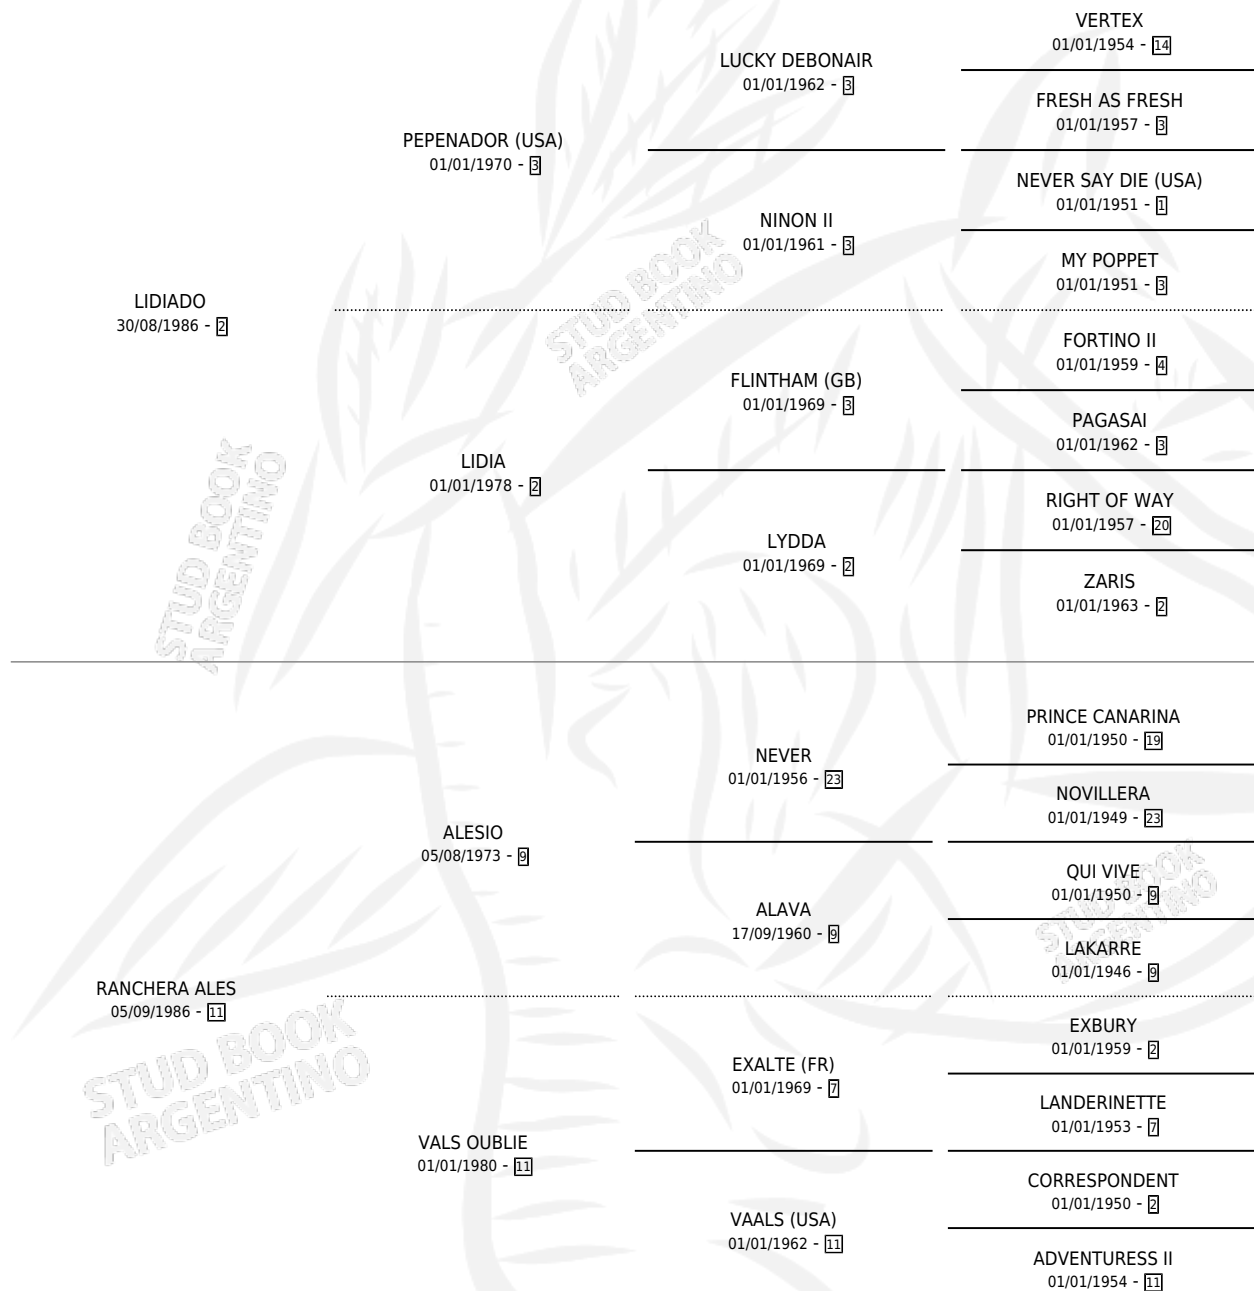 VERTEX
01/01/1954 - 14
LUCKY DEBONAIR
01/01/1962 - 3
FRESH AS FRESH
01/01/1957 - 3
PEPENADOR (USA)
01/01/1970 - 3
NEVER SAY DIE (USA)
01/01/1951 - 1
NINON II
01/01/1961 - 3
MY POPPET
01/01/1951 - 3
LIDIADO
30/08/1986 - 2
FORTINO II
01/01/1959 - 4
FLINTHAM (GB)
01/01/1969 - 3
PAGASAI
01/01/1962 - 3
LIDIA
01/01/1978 - 2
RIGHT OF WAY
01/01/1957 - 20
LYDDA
01/01/1969 - 2
ZARIS
01/01/1963 - 2
PRINCE CANARINA
01/01/1950 - 19
NEVER
01/01/1956 - 23
NOVILLERA
01/01/1949 - 23
ALESIO
05/08/1973 - 9
QUI VIVE
01/01/1950 - 9
ALAVA
17/09/1960 - 9
LAKARRE
01/01/1946 - 9
RANCHERA ALES
05/09/1986 - 11
EXBURY
01/01/1959 - 2
EXALTE (FR)
01/01/1969 - 7
LANDERINETTE
01/01/1953 - 7
VALS OUBLIE
01/01/1980 - 11
CORRESPONDENT
01/01/1950 - 2
VAALS (USA)
01/01/1962 - 11
ADVENTURESS II
01/01/1954 - 11
STUD BOOK
ARGENTINO
STUD BOOK
ARGENTINO
STUD BOOK
ARGENTINO
STUD BOOK
ARGENTINO